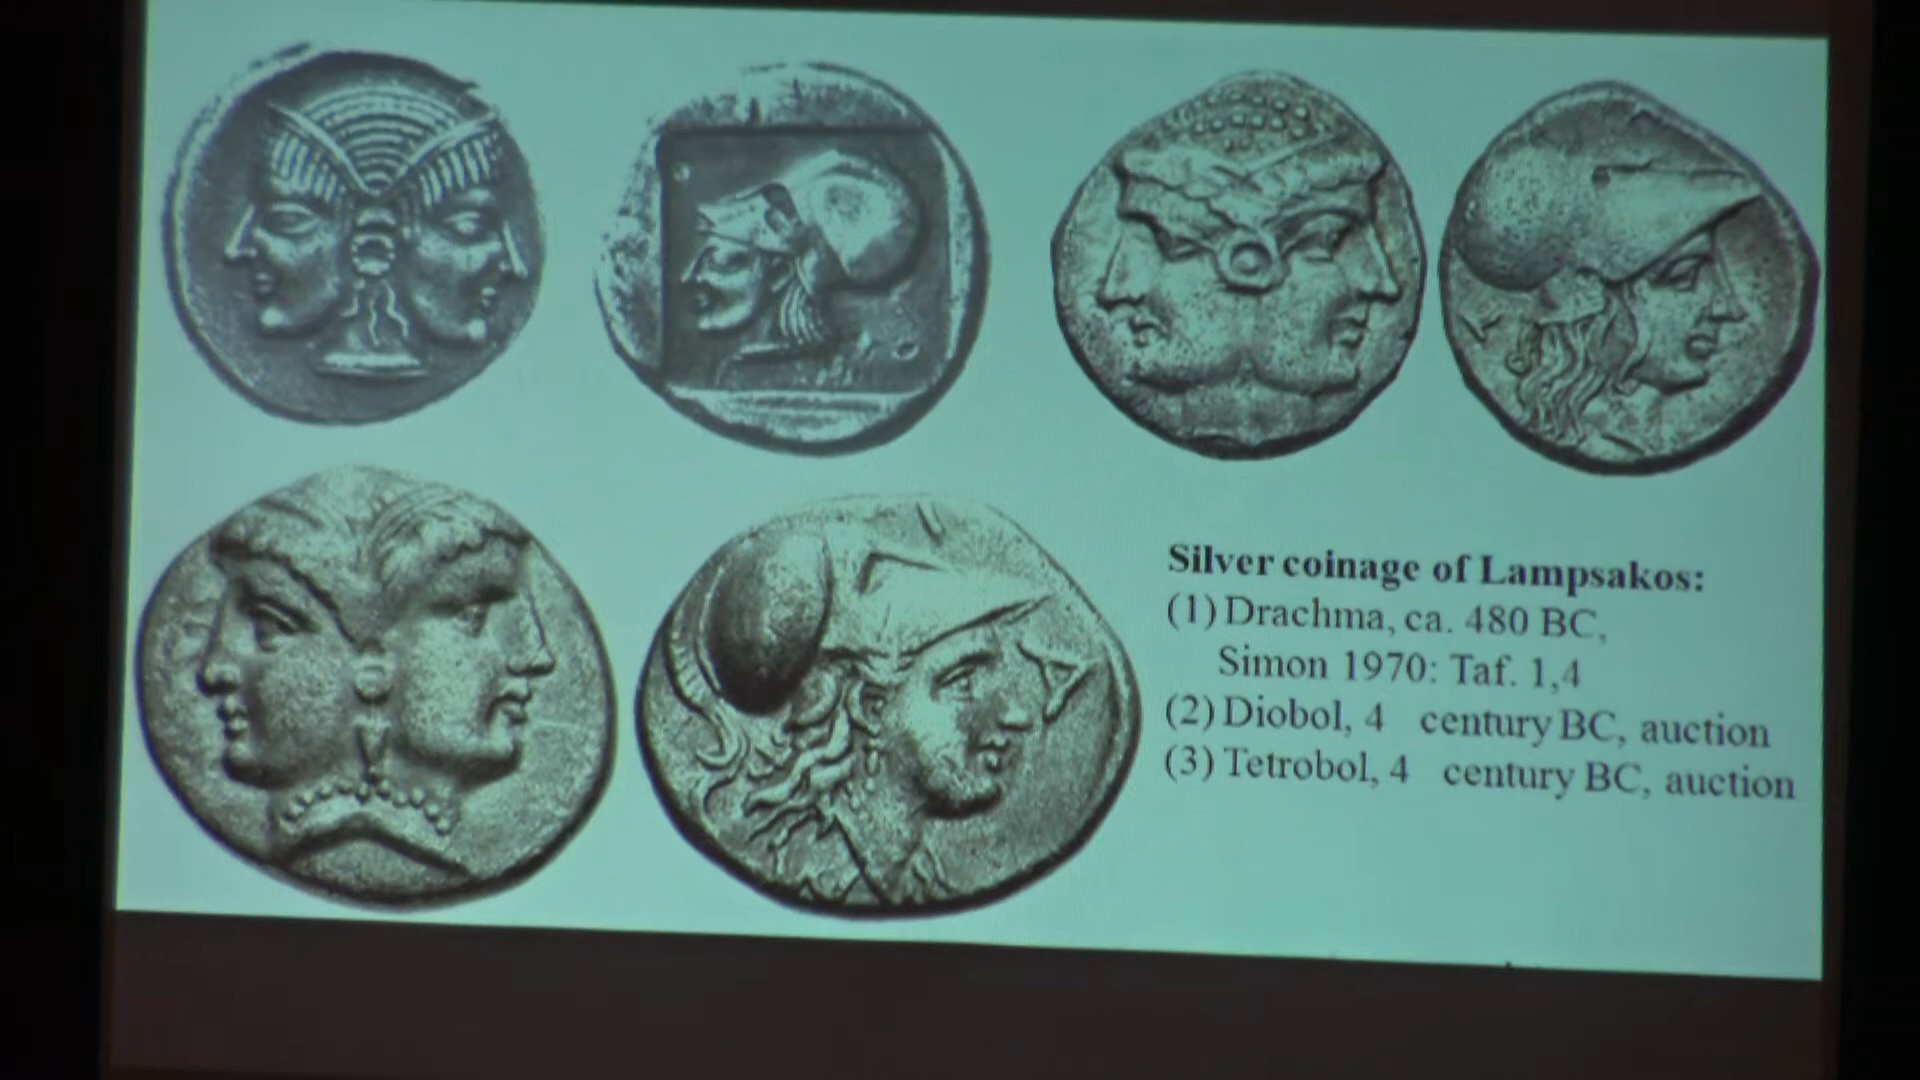 Silver coinage of Lampsakos:
(1) Drachma, ca. 480 BC,
Simon 1970: Taf. 1,4
(2) Diobol, 4 century BC, auction
(3) Tetrobol, 4 century BC, auction